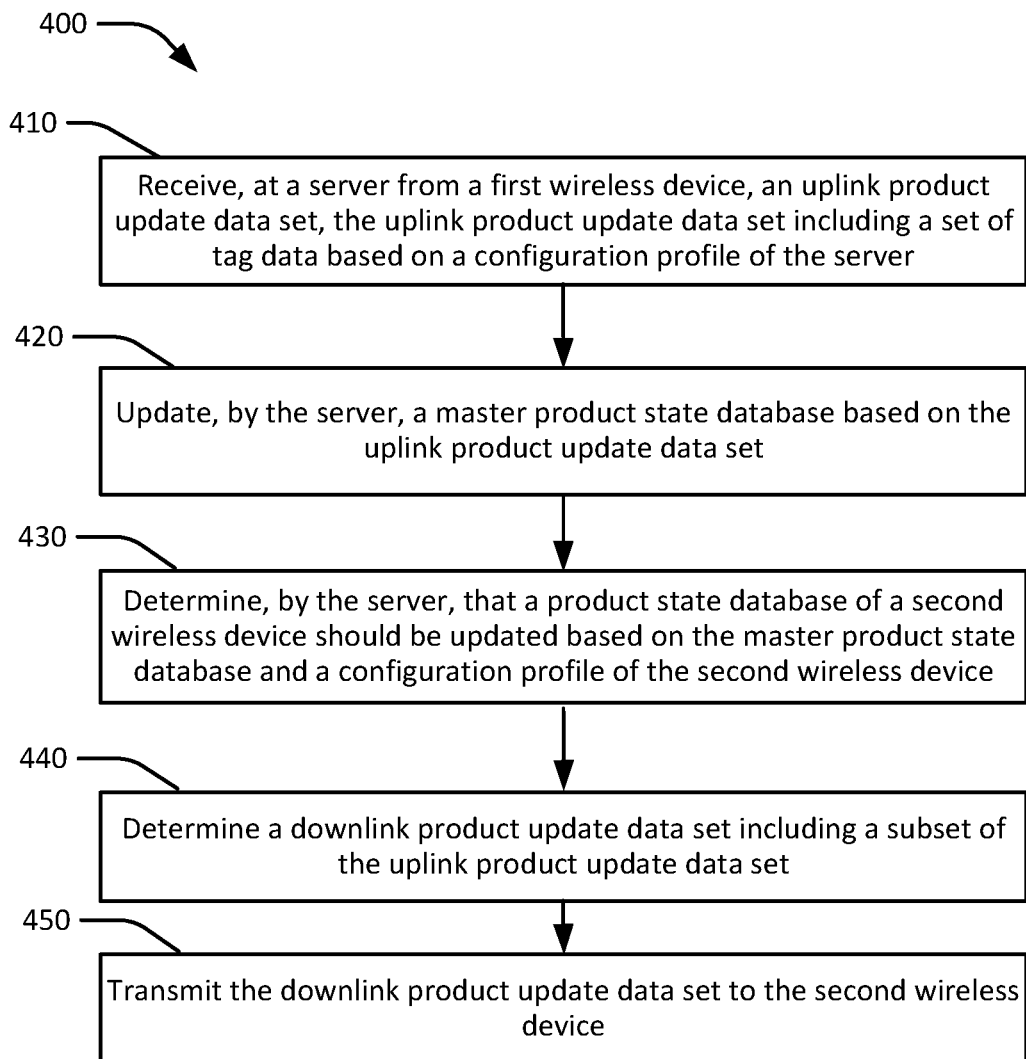 400
410
Receive, at a server from a first wireless device, an uplink product
update data set, the uplink product update data set including a set of
tag data based on a configuration profile of the server
420
Update, by the server, a master product state database based on the
uplink product update data set
430
Determine, by the server, that a product state database of a second
wireless device should be updated based on the master product state
database and a configuration profile of the second wireless device
440
Determine a downlink product update data set including a subset of
the uplink product update data set
450
Transmit the downlink product update data set to the second wireless
device